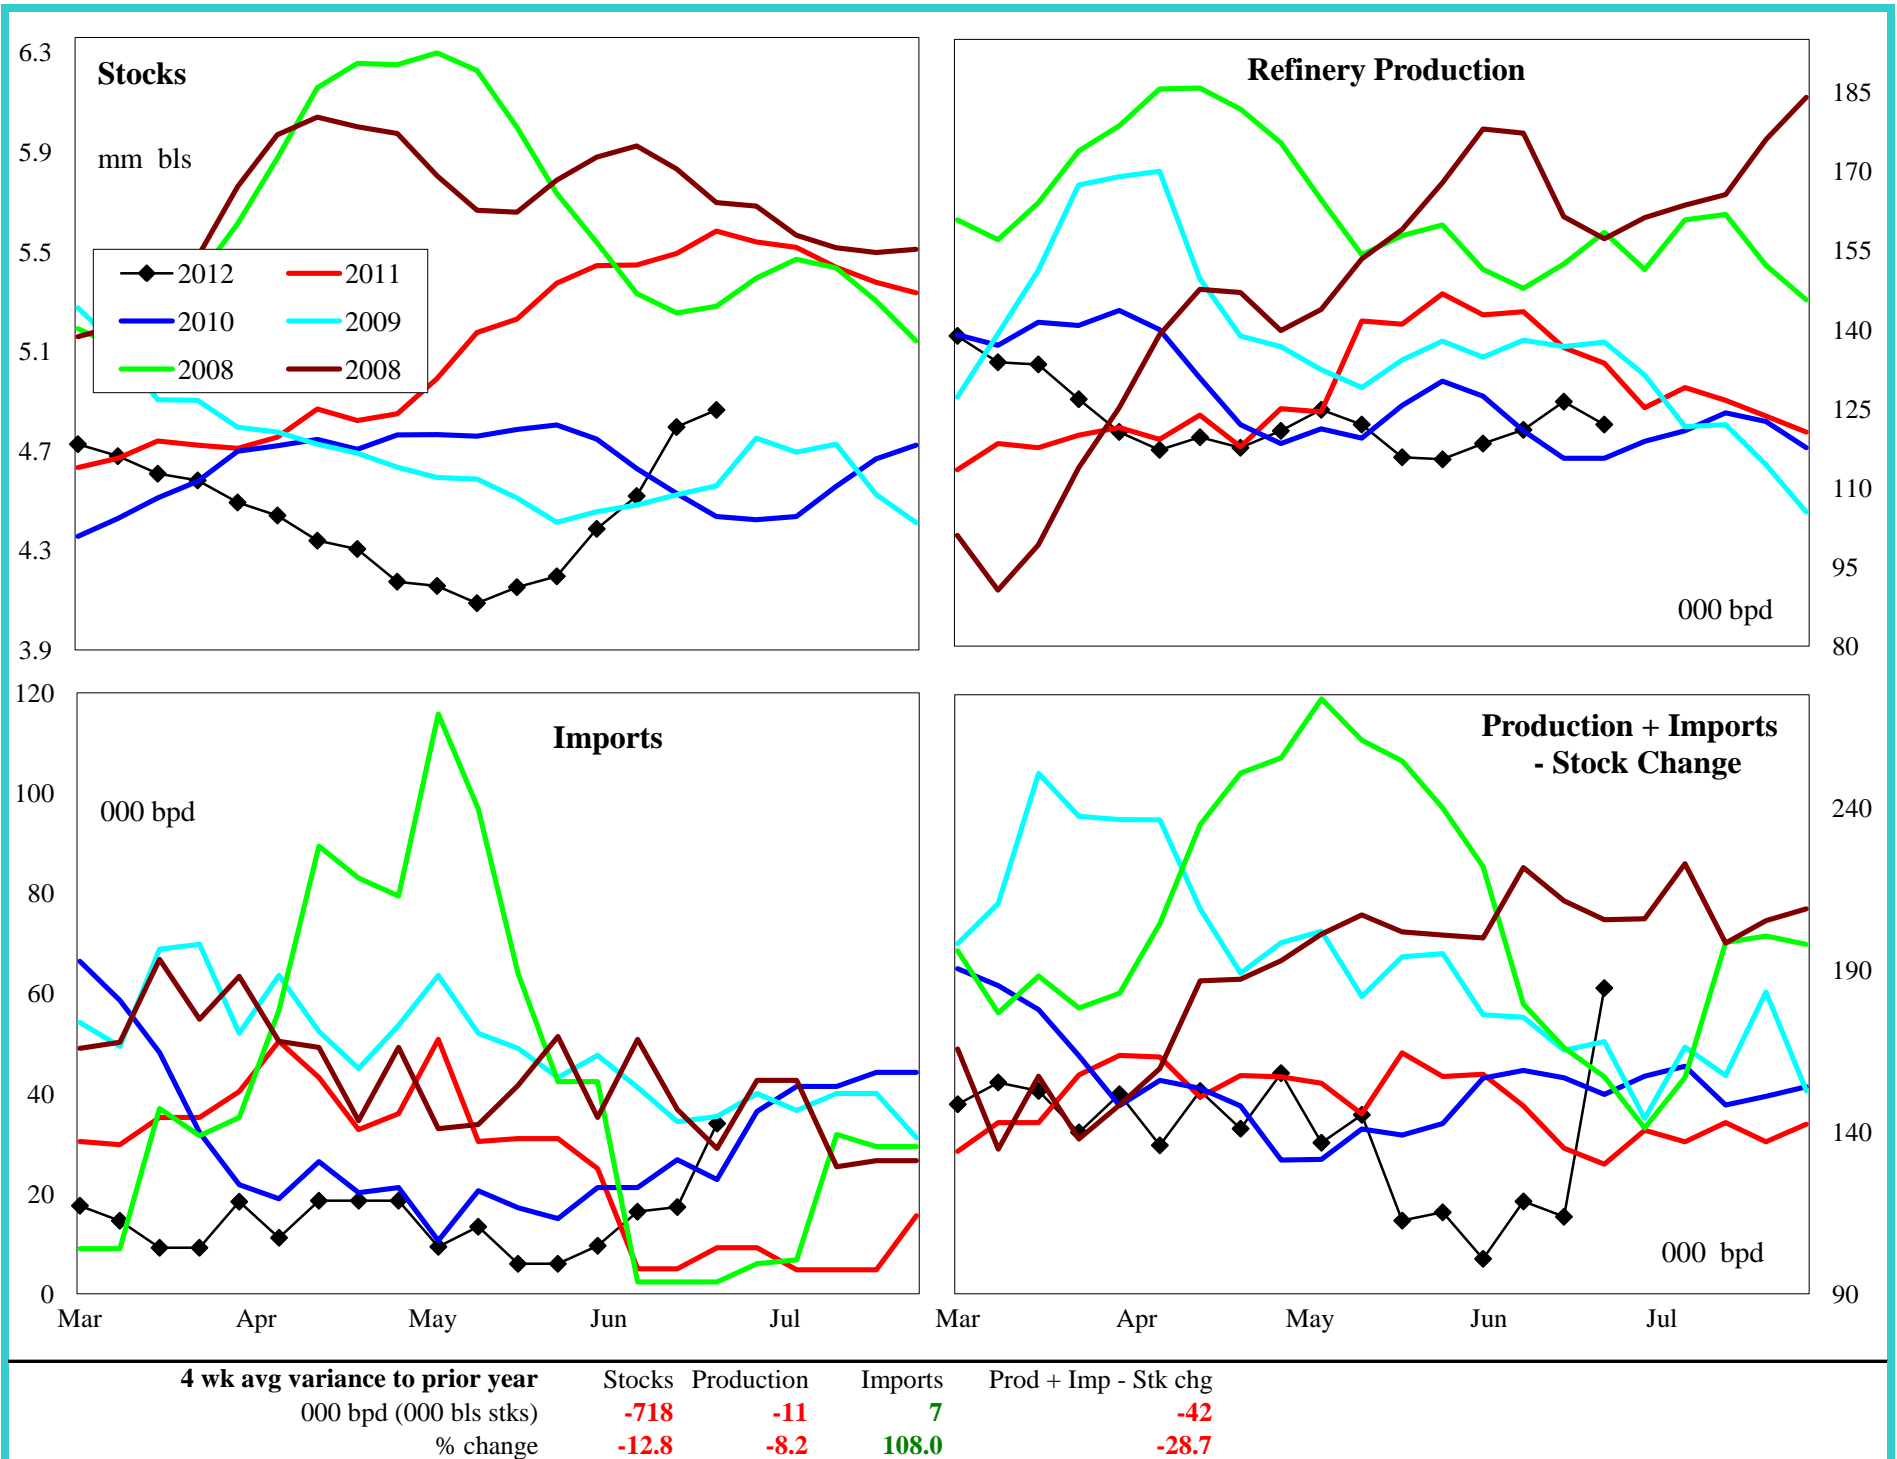 Stocks
mm bls
6.3
5.9
5.5
5.1
4.7
4.3
3.9
2012 2011
2010 2009
2008 2008
Refinery Production
000 bpd
185
170
155
140
125
110
95
80
Imports
000 bpd
120
100
80
60
40
20
0
Mar Apr May Jun Jul
Production + Imports
- Stock Change
000 bpd
240
190
140
90
Mar Apr May Jun Jul
4 wk avg variance to prior year Stocks Production Imports Prod + Imp - Stk chg
000 bpd (000 bls stks) -718 -11 7 -42
% change -12.8 -8.2 108.0 -28.7